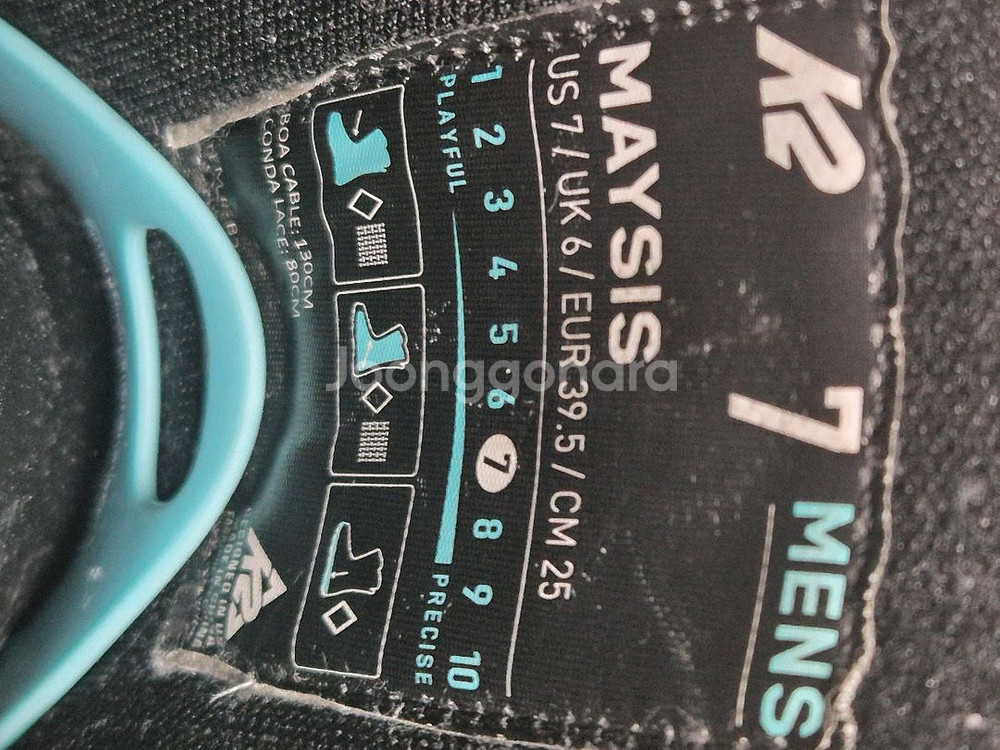 K2
7 MENS
MAYSIS
US 7 / UK 6 / EUR 39.5 / CM 25
1 2 3 4 5 6 7 8 9 10
PLAYFUL PRECISE
BOA CABLE: 130CM
CONDA LACE: 80CM
K2
Joonggonara